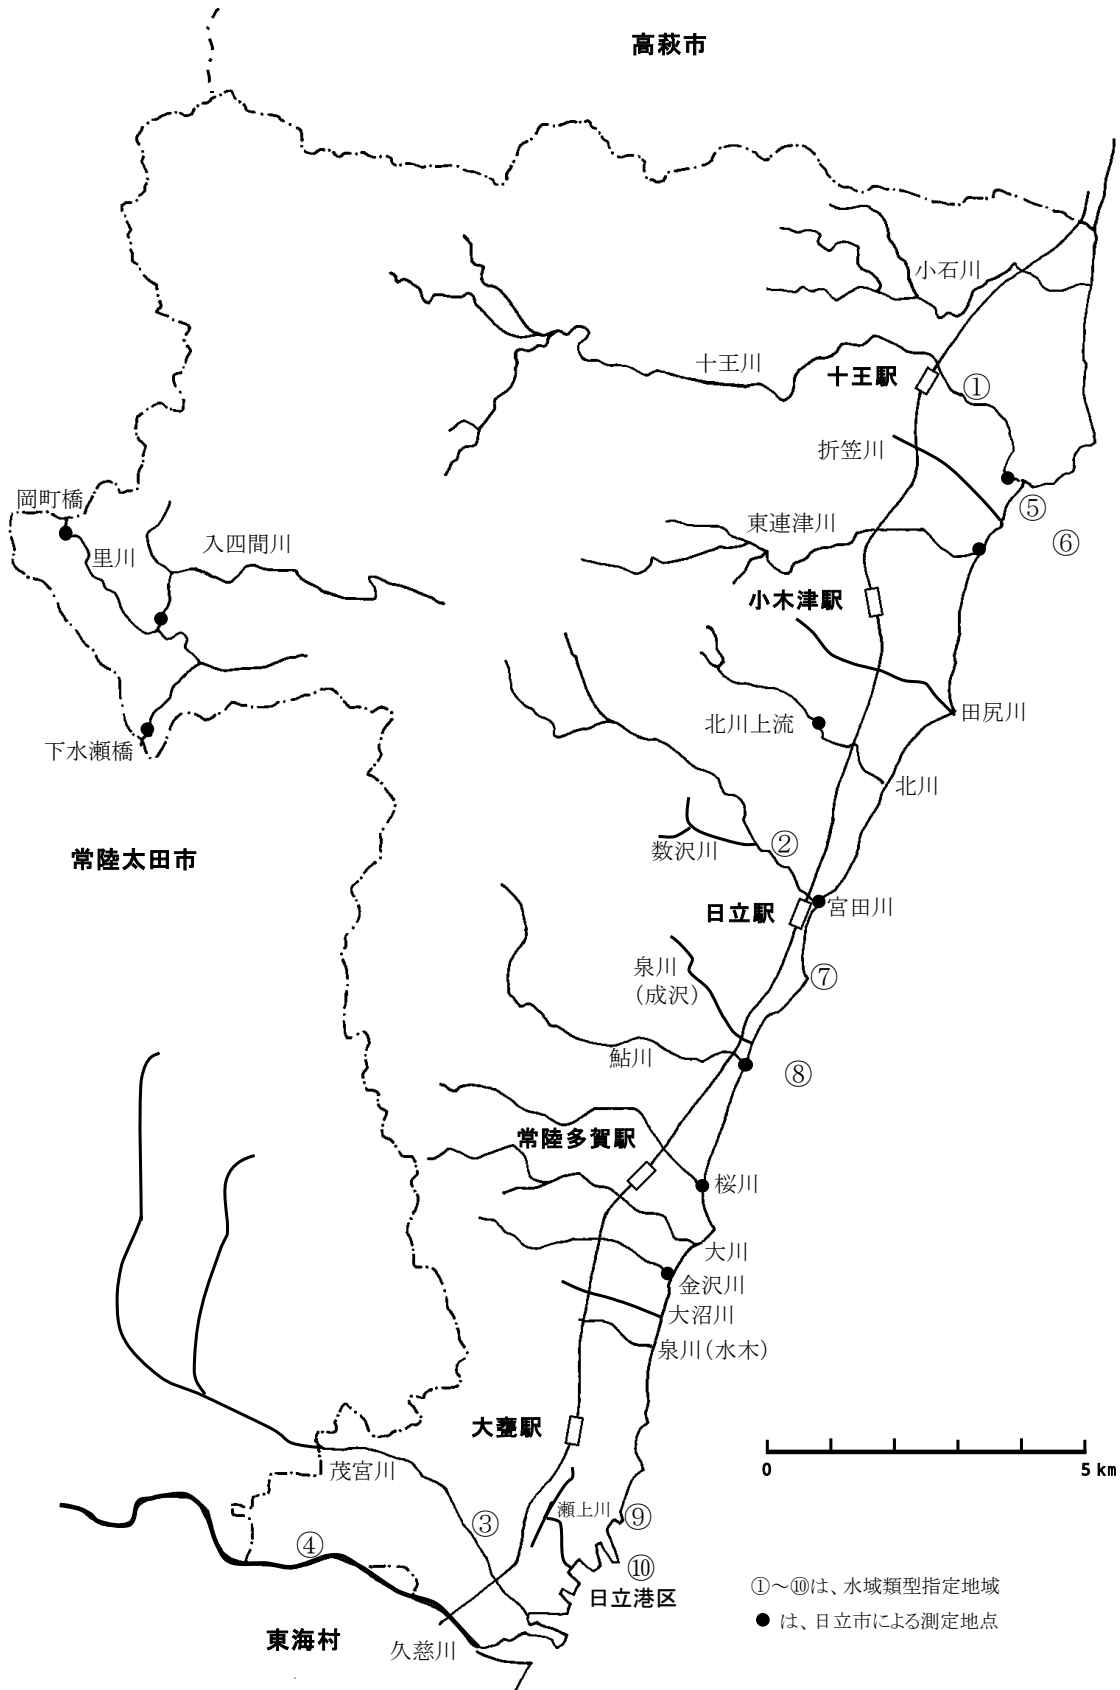 高萩市
小石川
十王川
十王駅
①
折笠川
⑤
岡町橋
東連津川
⑥
里川
入四間川
小木津駅
田尻川
北川上流
下水瀬橋
北川
常陸太田市
数沢川
②
日立駅
宮田川
泉川
(成沢)
⑦
鮎川
⑧
常陸多賀駅
桜川
大川
金沢川
大沼川
泉川(水木)
大甕駅
0
5 km
茂宮川
瀬上川
③
⑨
④
⑩
日立港区
①～⑩は、水域類型指定地域
● は、日立市による測定地点
東海村
久慈川